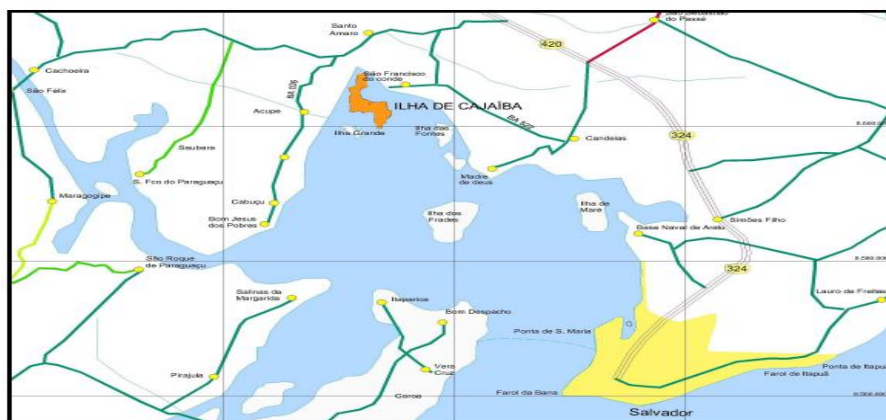 São Sebastião
do Passé
Santo
Amaro
420
Cachoeira
São Francisco
do conde
São Félix
BA 026
ILHA DE CAJAÍBA
Acupe
Ilha Grande
Ilha das
Fontes
BA 522
Candeias
324
Saubara
S. Fco do Paraguaçu
Madre
de deus
Maragogipe
Cabuçu
Bom Jesus
dos Pobres
Ilha dos
Frades
Ilha de
Maré
Simões Filho
Base Naval de Aratu
São Roque
de Paraguaçu
324
Salinas da
Margarida
Itaparica
Lauro de Freitas
Bom Despacho
Ponta de S. Maria
Pirajuia
Vera
Cruz
Ponta de Itapuã
Farol de Itapuã
Farol da Barra
Salvador